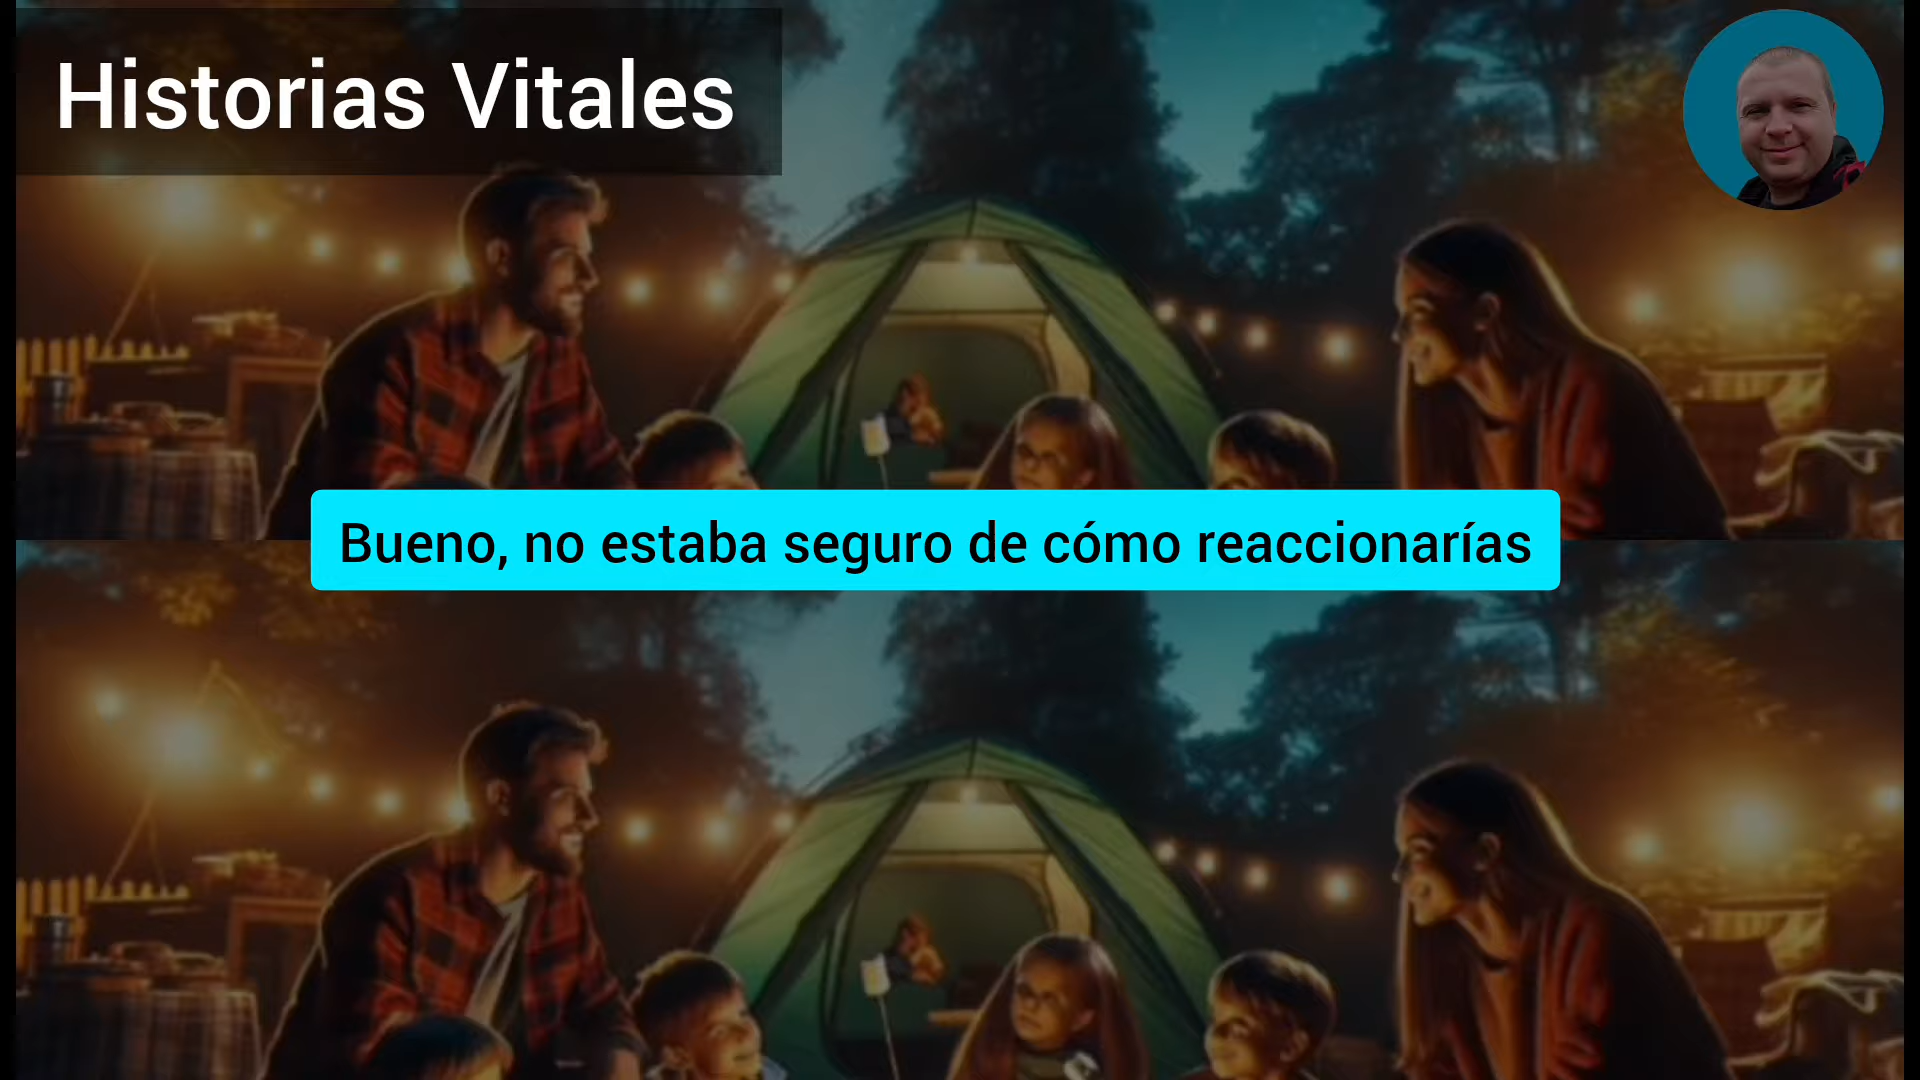 Historias Vitales
Bueno, no estaba seguro de cómo reaccionarías